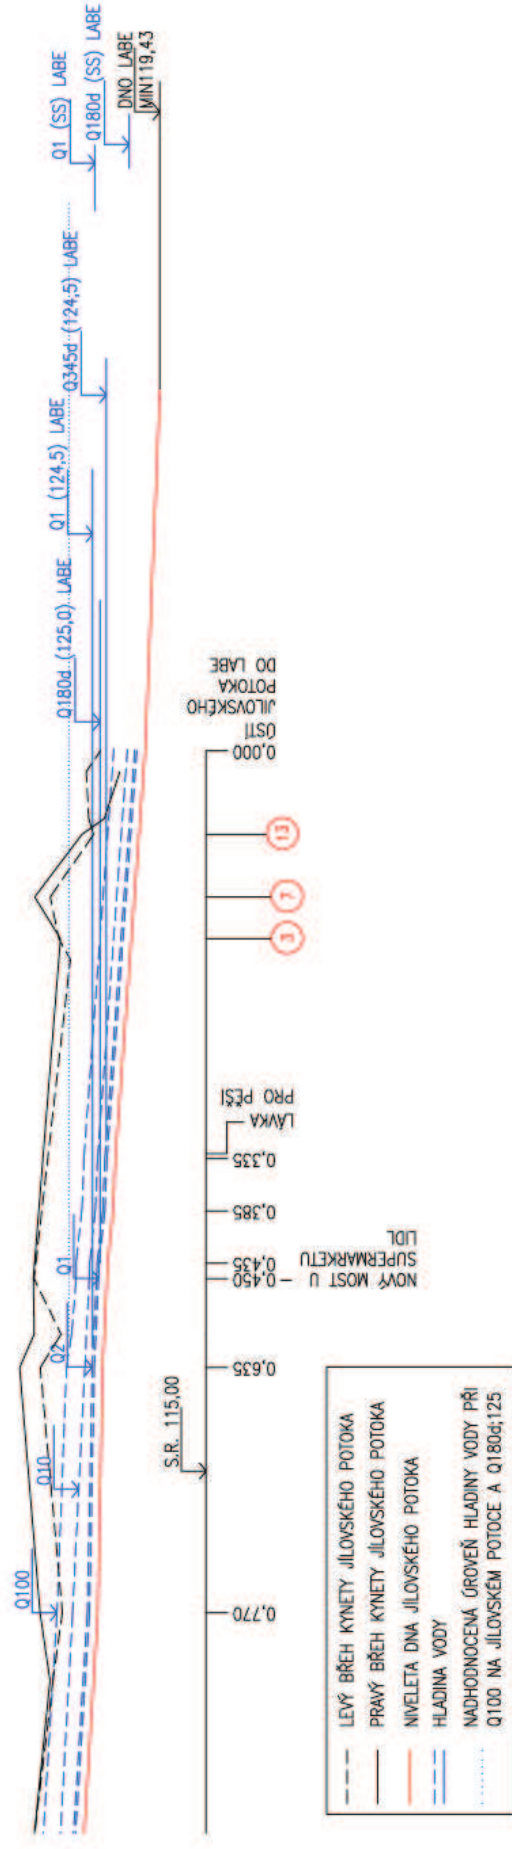 Q100
Q10
Q2
Q1
Q180d (125,0) LABE
Q1 (124,5) LABE
Q345d (124,5) LABE
Q1 (SS) LABE
Q180d (SS) LABE
DNO LABE
MIN119,43
S.R. 115,00
0,770
0,635
NOVÝ MOST U
SUPERMARKETU
LIDL
0,450
0,435
0,385
0,335
LÁVKA
PRO PĚŠÍ
3
7
13
0,000
ÚSTÍ
JILOVSKÉHO
POTOKA
DO LABE
LEVÝ BŘEH KYNETY JÍLOVSKÉHO POTOKA
PRAVÝ BŘEH KYNETY JÍLOVSKÉHO POTOKA
NIVELETA DNA JÍLOVSKÉHO POTOKA
HLADINA VODY
NADHODNOCENÁ ÚROVEŇ HLADINY VODY PŘI
Q100 NA JÍLOVSKÉM POTOCE A Q180d;125